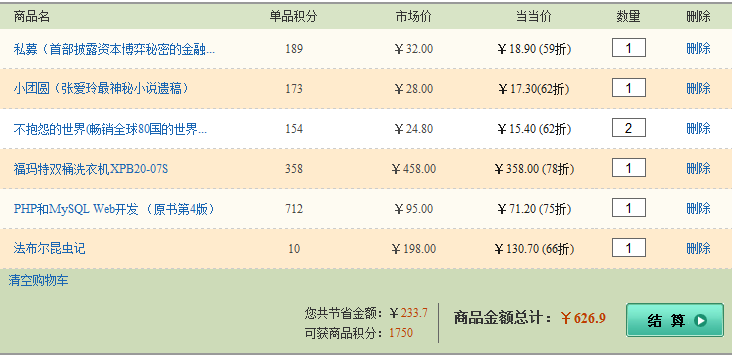 商品名 单品积分 市场价 当当价 数量 删除
私募（首部披露资本博弈秘密的金融... 189 ￥32.00 ￥18.90 (59折) 1 删除
小团圆（张爱玲最神秘小说遗稿） 173 ￥28.00 ￥17.30(62折) 1 删除
不抱怨的世界(畅销全球80国的世界... 154 ￥24.80 ￥15.40 (62折) 2 删除
福玛特双桶洗衣机XPB20-07S 358 ￥458.00 ￥358.00 (78折) 1 删除
PHP和MySQL Web开发 （原书第4版） 712 ￥95.00 ￥71.20 (75折) 1 删除
法布尔昆虫记 10 ￥198.00 ￥130.70 (66折) 1 删除
清空购物车
您共节省金额：￥233.7
可获商品积分：1750
商品金额总计：￥626.9
结 算